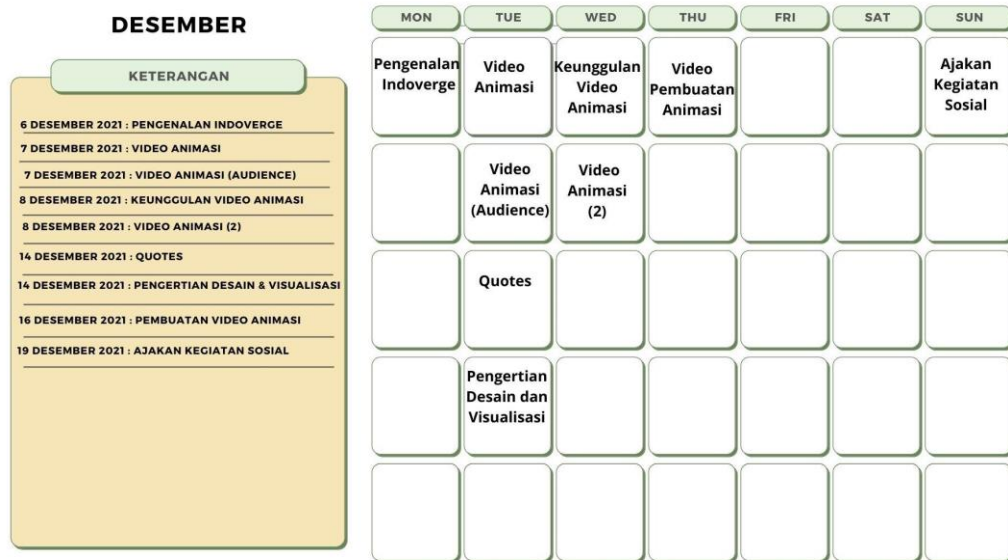 DESEMBER
KETERANGAN
6 DESEMBER 2021 : PENGENALAN INDOVERGE
7 DESEMBER 2021 : VIDEO ANIMASI
7 DESEMBER 2021 : VIDEO ANIMASI (AUDIENCE)
8 DESEMBER 2021 : KEUNGGULAN VIDEO ANIMASI
8 DESEMBER 2021 : VIDEO ANIMASI (2)
14 DESEMBER 2021 : QUOTES
14 DESEMBER 2021 : PENGERTIAN DESAIN & VISUALISASI
16 DESEMBER 2021 : PEMBUATAN VIDEO ANIMASI
19 DESEMBER 2021 : AJAKAN KEGIATAN SOSIAL
MON
TUE
WED
THU
FRI
SAT
SUN
Pengenalan
Indoverge
Video
Animasi
Keunggulan
Video
Animasi
Video
Pembuatan
Animasi
Ajakan
Kegiatan
Sosial
Video
Animasi
(Audience)
Video
Animasi
(2)
Quotes
Pengertian
Desain dan
Visualisasi